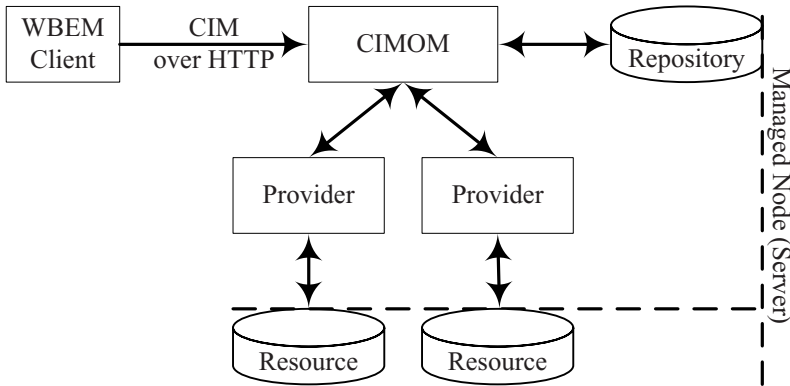 WBEM
Client
CIM
over HTTP
CIMOM
Repository
Provider
Provider
Resource
Resource
Managed Node (Server)